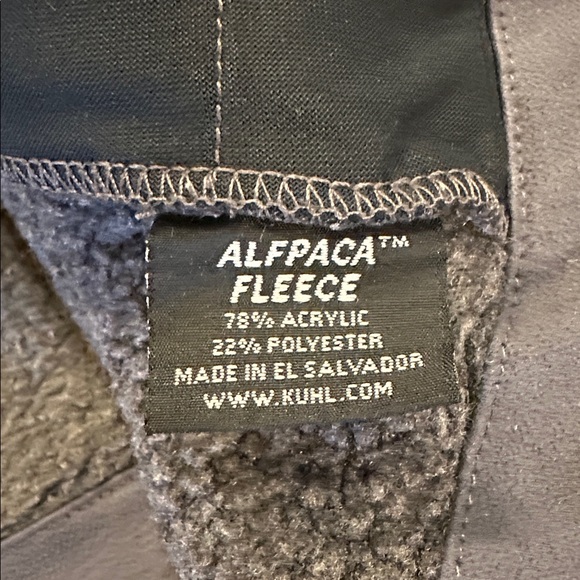 ALFPACA™
FLEECE
78% ACRYLIC
22% POLYESTER
MADE IN EL SALVADOR
WWW.KUHL.COM